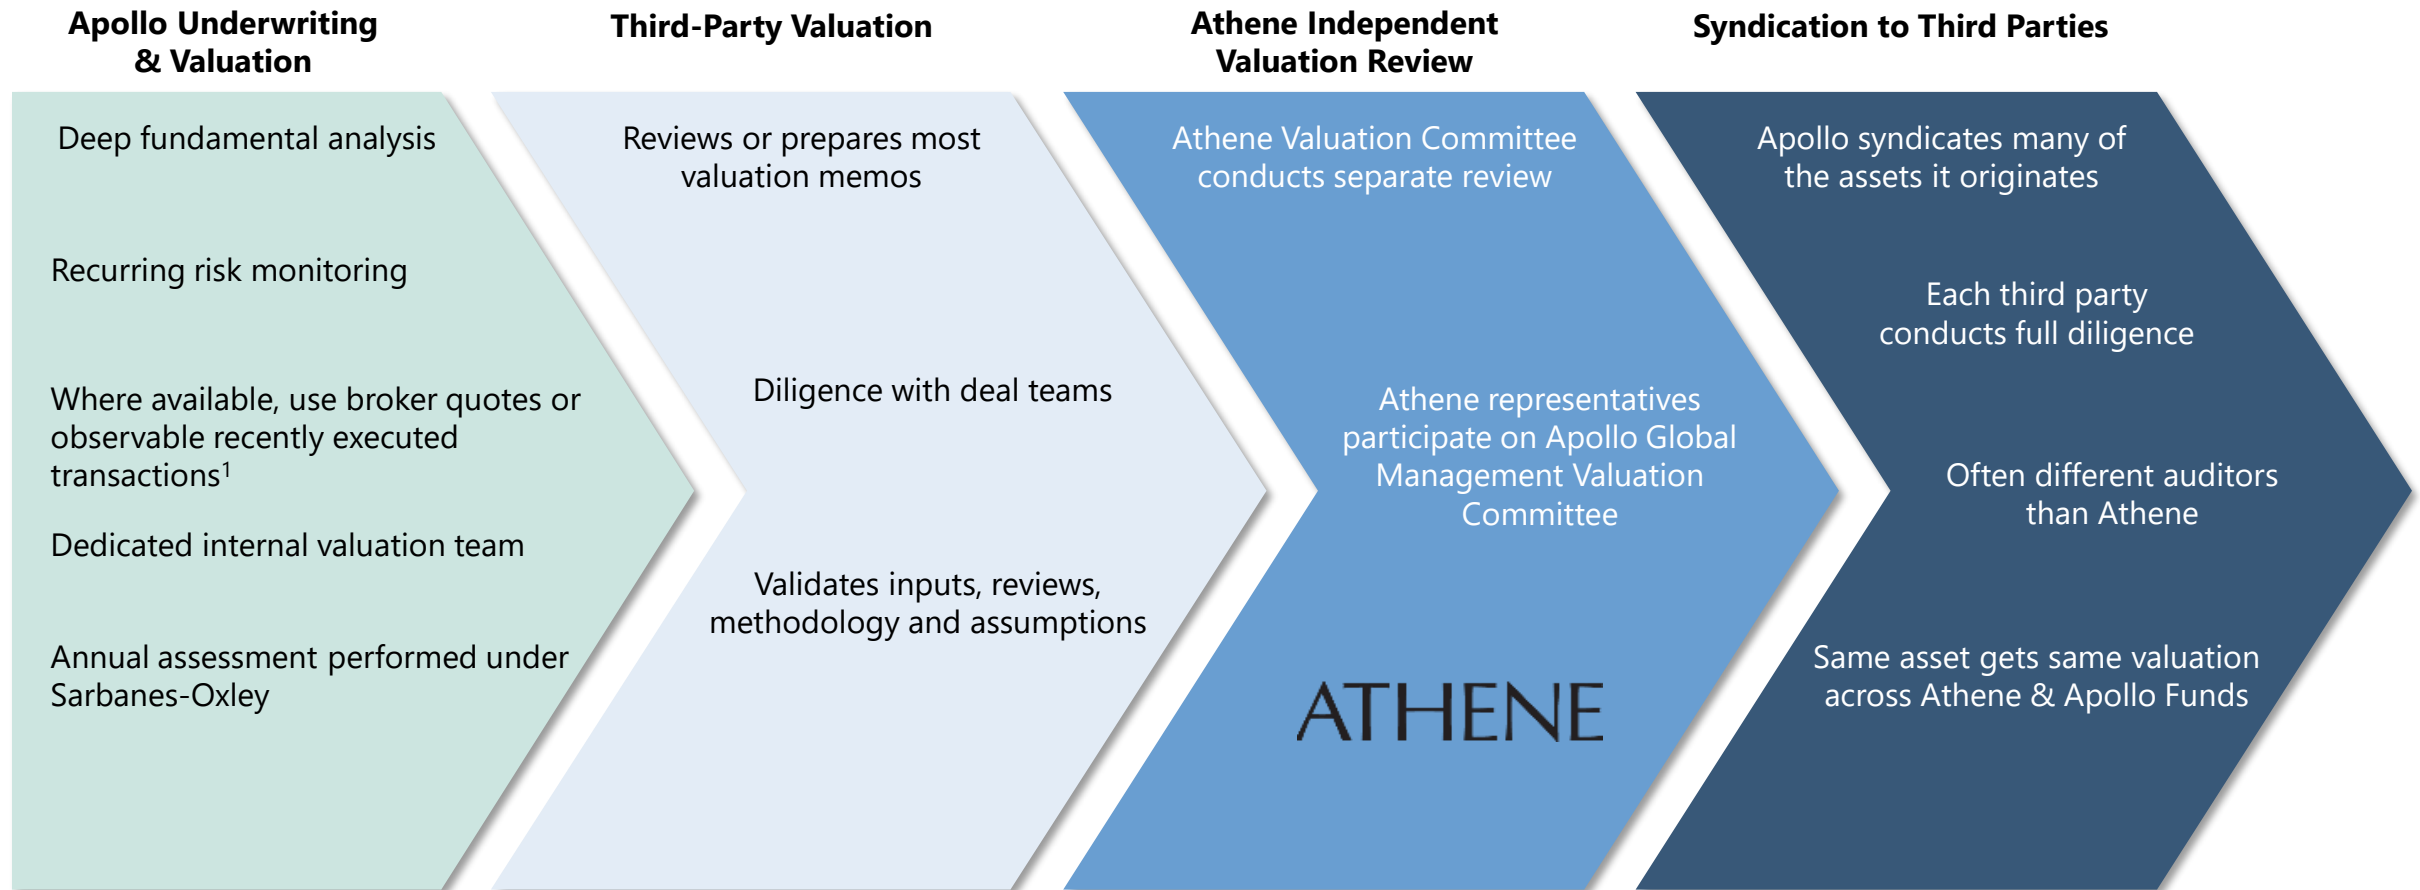 Apollo Underwriting
& Valuation
Deep fundamental analysis
Recurring risk monitoring
Where available, use broker quotes or
observable recently executed
transactions¹
Dedicated internal valuation team
Annual assessment performed under
Sarbanes-Oxley
Third-Party Valuation
Reviews or prepares most
valuation memos
Diligence with deal teams
Validates inputs, reviews,
methodology and assumptions
Athene Independent
Valuation Review
Athene Valuation Committee
conducts separate review
Athene representatives
participate on Apollo Global
Management Valuation
Committee
ATHENE
Syndication to Third Parties
Apollo syndicates many of
the assets it originates
Each third party
conducts full diligence
Often different auditors
than Athene
Same asset gets same valuation
across Athene & Apollo Funds